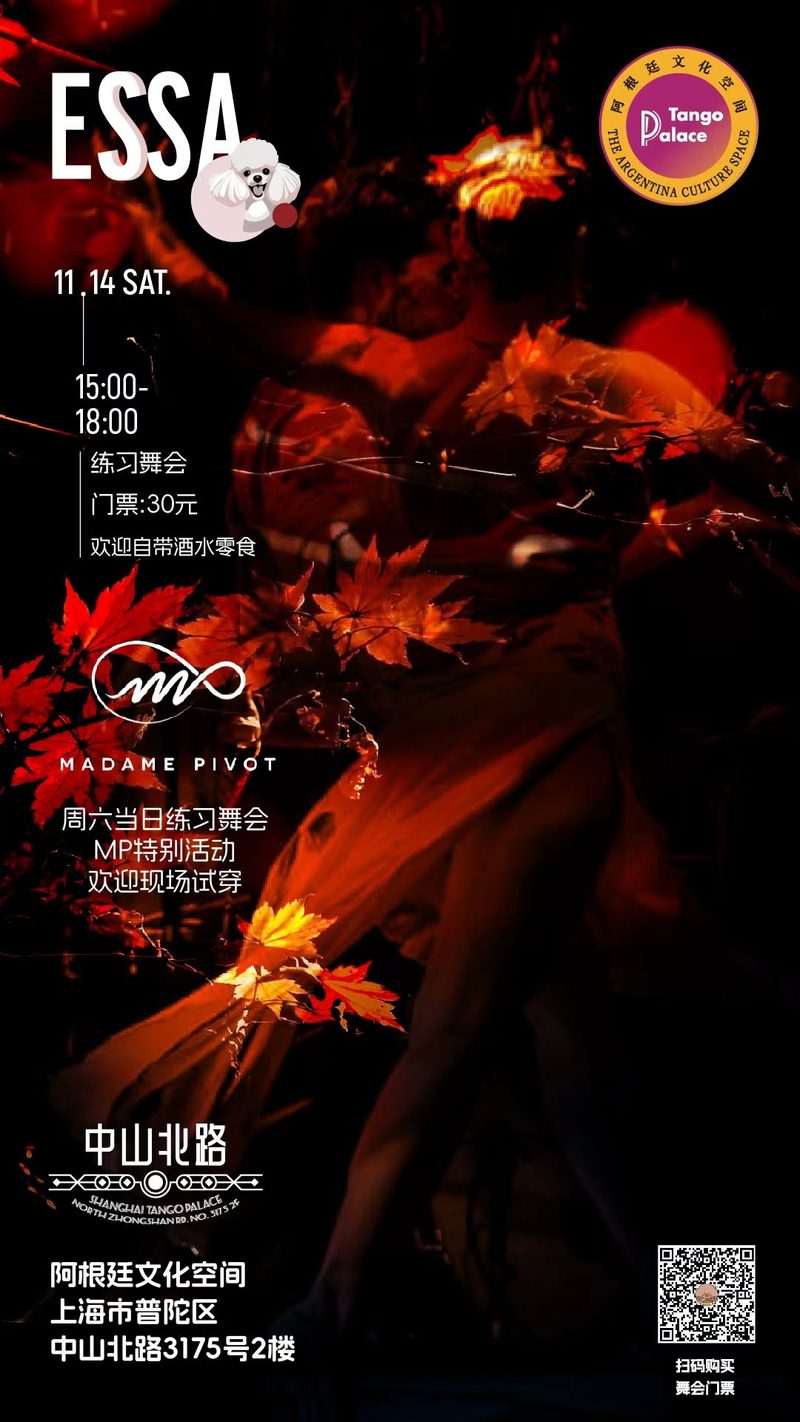 ESSA
阿根廷文化空间
Tango
Palace
THE ARGENTINA CULTURE SPACE
11.14 SAT.
15:00-
18:00
练习舞会
门票:30元
欢迎自带酒水零食
MP
MADAME PIVOT
周六当日练习舞会
MP特别活动
欢迎现场试穿
中山北路
SHANGHAI TANGO PALACE
NORTH ZHONGSHAN RD. NO. 3175 2F
阿根廷文化空间
上海市普陀区
中山北路3175号2楼
扫码购买
舞会门票